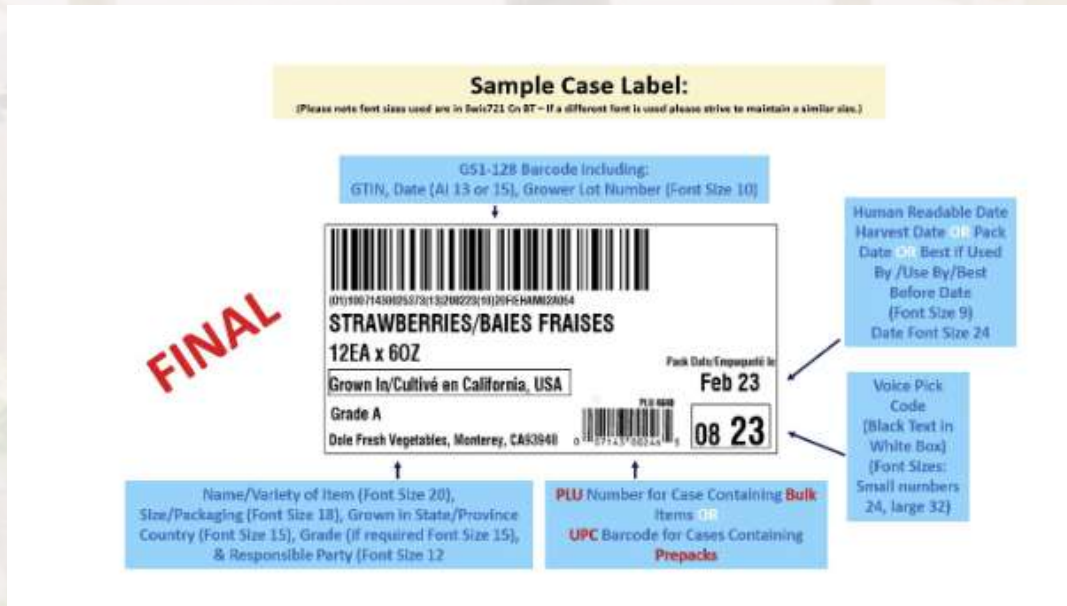 Sample Case Label:
(Please note font sizes used are in Swis721 Cn BT – If a different font is used please strive to maintain a similar size.)
GS1-128 Barcode Including:
GTIN, Date (AI 13 or 15), Grower Lot Number (Font Size 10)
Human Readable Date
Harvest Date OR Pack
Date OR Best if Used
By /Use By/Best
Before Date
(Font Size 9)
Date Font Size 24
FINAL
STRAWBERRIES/BAIES FRAISES
12EA x 6OZ
Pack Date/Empaqueté le
Grown In/Cultivé en California, USA
Feb 23
Grade A
Dole Fresh Vegetables, Monterey, CA93940
08 23
Voice Pick
Code
(Black Text in
White Box)
(Font Sizes:
Small numbers
24, large 32)
Name/Variety of Item (Font Size 20),
Size/Packaging (Font Size 18), Grown in State/Province
Country (Font Size 15), Grade (if required Font Size 15),
& Responsible Party (Font Size 12
PLU Number for Case Containing Bulk
Items OR
UPC Barcode for Cases Containing
Prepacks